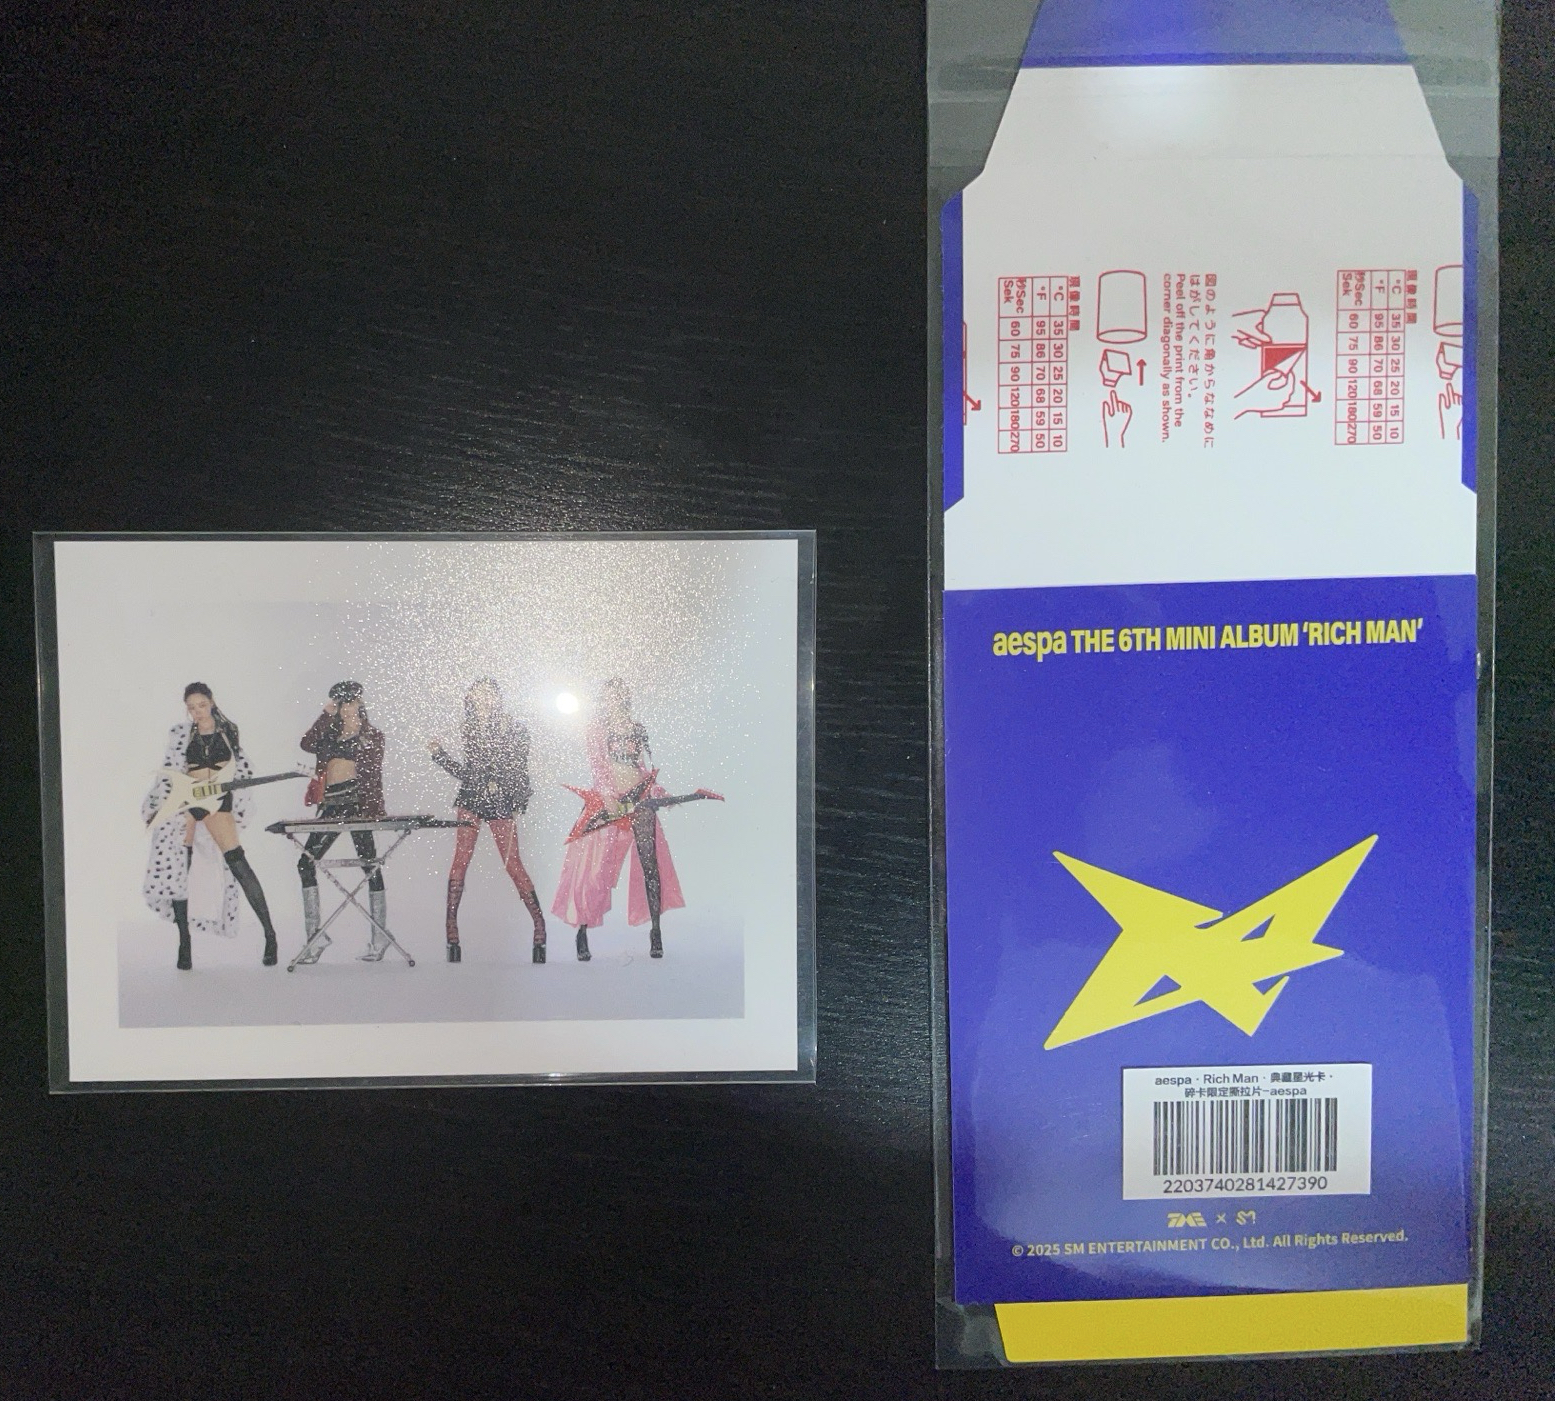 現像時間
°C 35 30 25 20 15 10
°F 95 86 70 68 59 50
秒Sec 60 75 90 120 180 270
Sek
図のように角からななめに
はがしてください。
Peel off the print from the
corner diagonally as shown.
現像時間
°C 35 30 25 20 15 10
°F 95 86 70 68 59 50
秒Sec 60 75 90 120 180 270
Sek
aespa THE 6TH MINI ALBUM ‘RICH MAN’
aespa · Rich Man · 典藏星光卡 ·
碎卡限定撕拉片-aespa
2203740281427390
TME × SM
© 2025 SM ENTERTAINMENT CO., Ltd. All Rights Reserved.